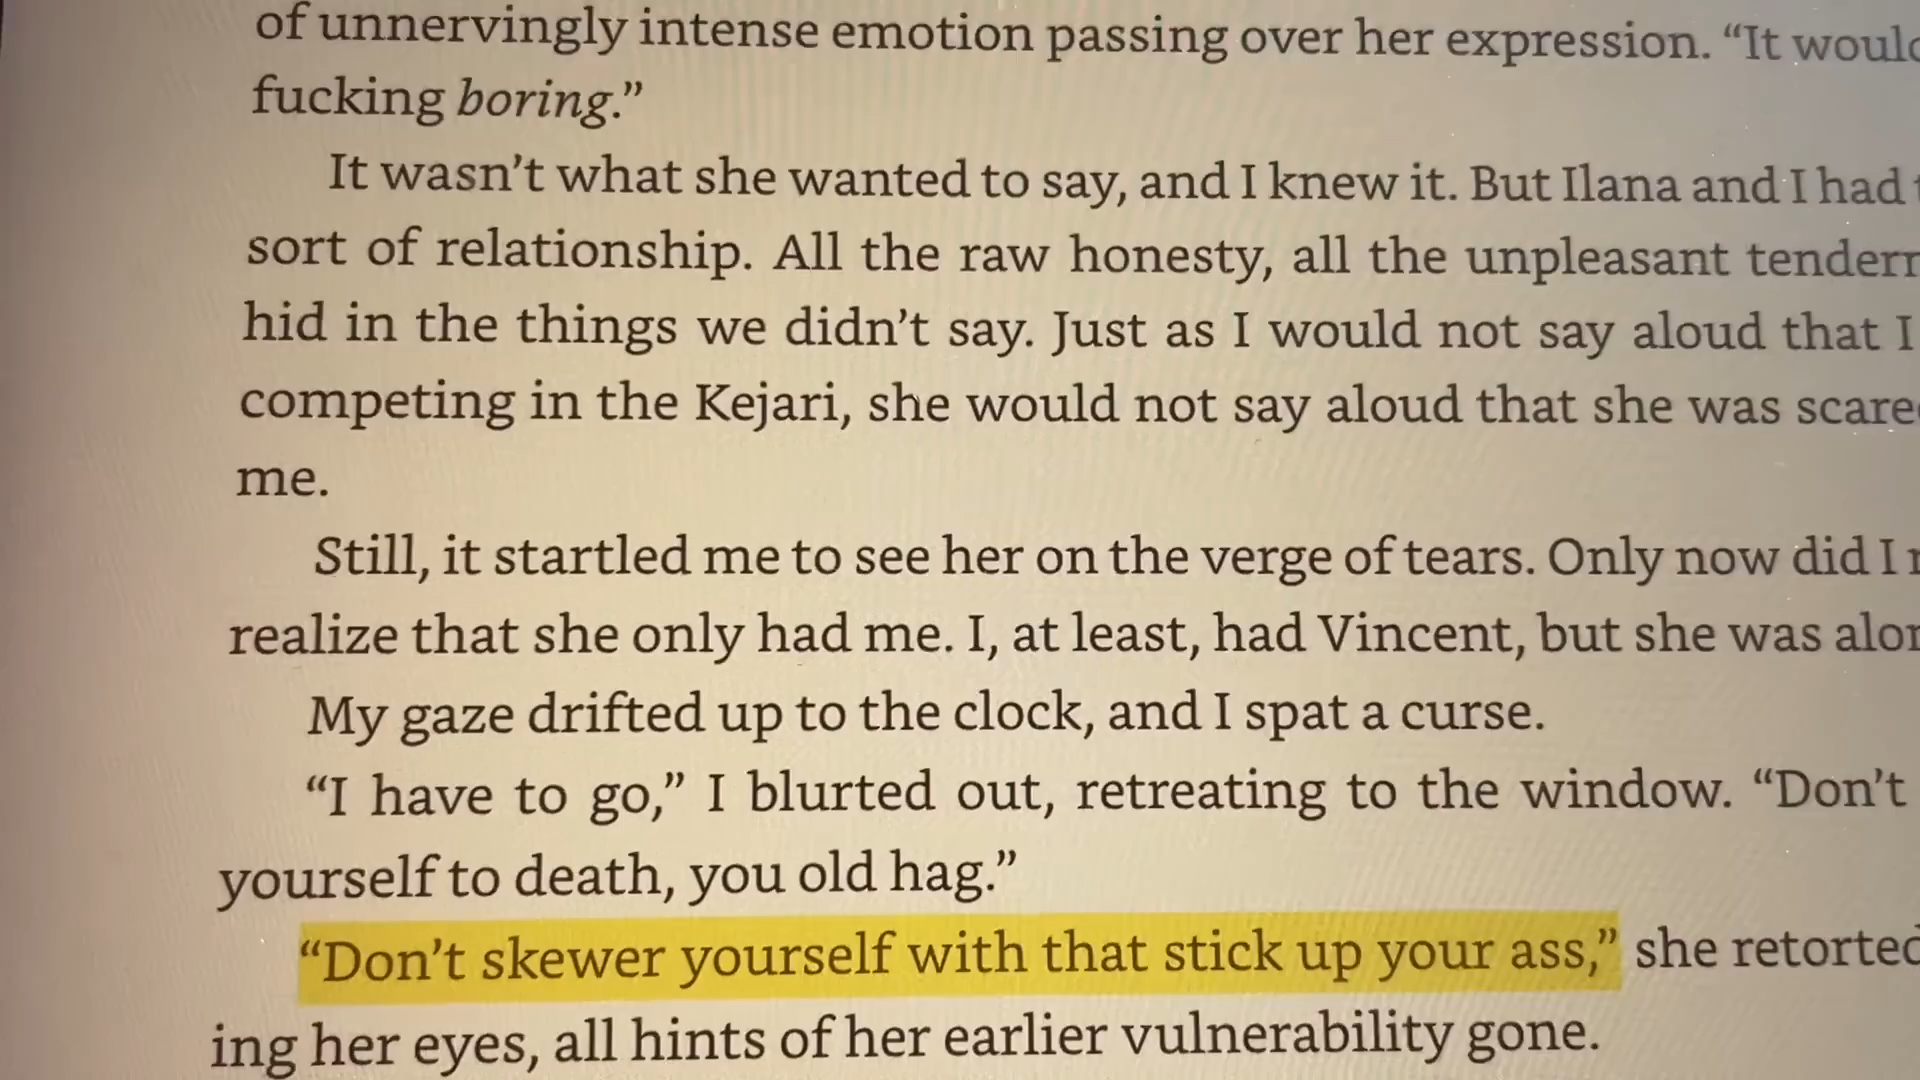 of unnervingly intense emotion passing over her expression. “It would
fucking boring.”
It wasn’t what she wanted to say, and I knew it. But Ilana and I had
sort of relationship. All the raw honesty, all the unpleasant
hid in the things we didn’t say. Just as I would not say aloud that I
competing in the Kejari, she would not say aloud that she was
me.
Still, it startled me to see her on the verge of tears. Only now did I
realize that she only had me. I, at least, had Vincent, but she was
My gaze drifted up to the clock, and I spat a curse.
“I have to go,” I blurted out, retreating to the window. “Don’t
yourself to death, you old hag.”
“Don’t skewer yourself with that stick up your ass,” she retorted
ing her eyes, all hints of her earlier vulnerability gone.